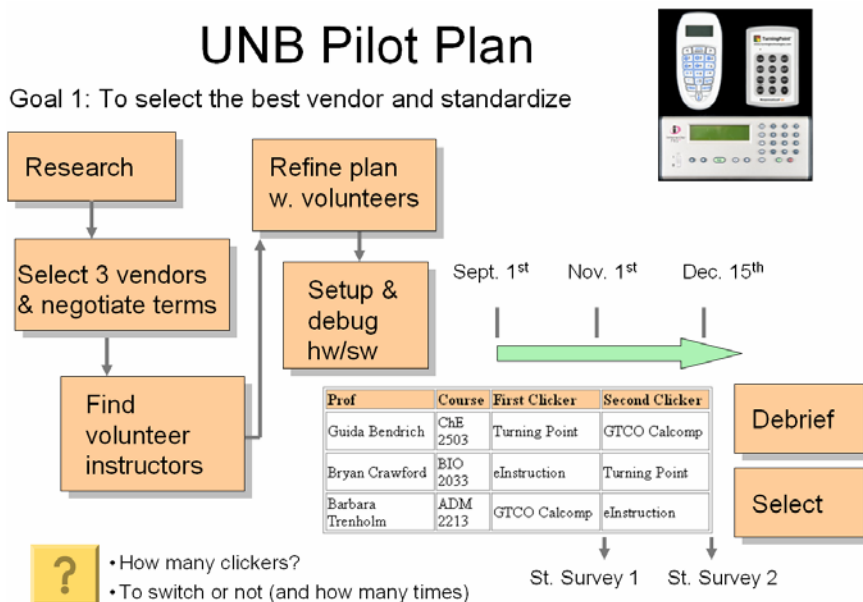 UNB Pilot Plan
Goal 1: To select the best vendor and standardize
TurningPoint
Research
Select 3 vendors
& negotiate terms
Find
volunteer
instructors
Refine plan
w. volunteers
Setup &
debug
hw/sw
Sept. 1st
Nov. 1st
Dec. 15th
Prof Course First Clicker Second Clicker
Guida Bendrich ChE 2503 Turning Point GTCO Calcomp
Bryan Crawford BIO 2033 eInstruction Turning Point
Barbara Trenholm ADM 2213 GTCO Calcomp eInstruction
Debrief
Select
St. Survey 1
St. Survey 2
?
• How many clickers?
• To switch or not (and how many times)